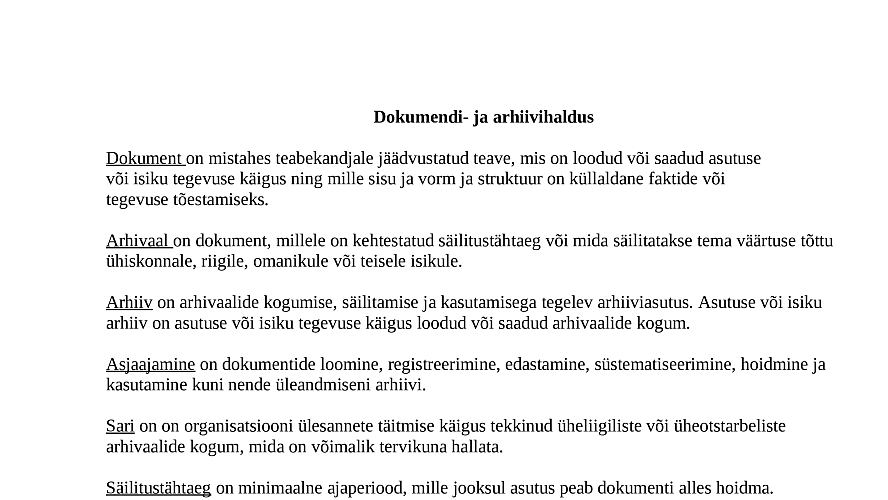 Dokumendi- ja arhiivihaldus
Dokument on mistahes teabekandjale jäädvustatud teave, mis on loodud või saadud asutuse
või isiku tegevuse käigus ning mille sisu ja vorm ja struktuur on küllaldane faktide või
tegevuse tõestamiseks.
Arhivaal on dokument, millele on kehtestatud säilitustähtaeg või mida säilitatakse tema väärtuse tõttu
ühiskonnale, riigile, omanikule või teisele isikule.
Arhiiv on arhivaalide kogumise, säilitamise ja kasutamisega tegelev arhiiviasutus. Asutuse või isiku
arhiiv on asutuse või isiku tegevuse käigus loodud või saadud arhivaalide kogum.
Asjaajamine on dokumentide loomine, registreerimine, edastamine, süstematiseerimine, hoidmine ja
kasutamine kuni nende üleandmiseni arhiivi.
Sari on on organisatsiooni ülesannete täitmise käigus tekkinud üheliigiliste või üheotstarbeliste
arhivaalide kogum, mida on võimalik tervikuna hallata.
Säilitustähtaeg on minimaalne ajaperiood, mille jooksul asutus peab dokumenti alles hoidma.